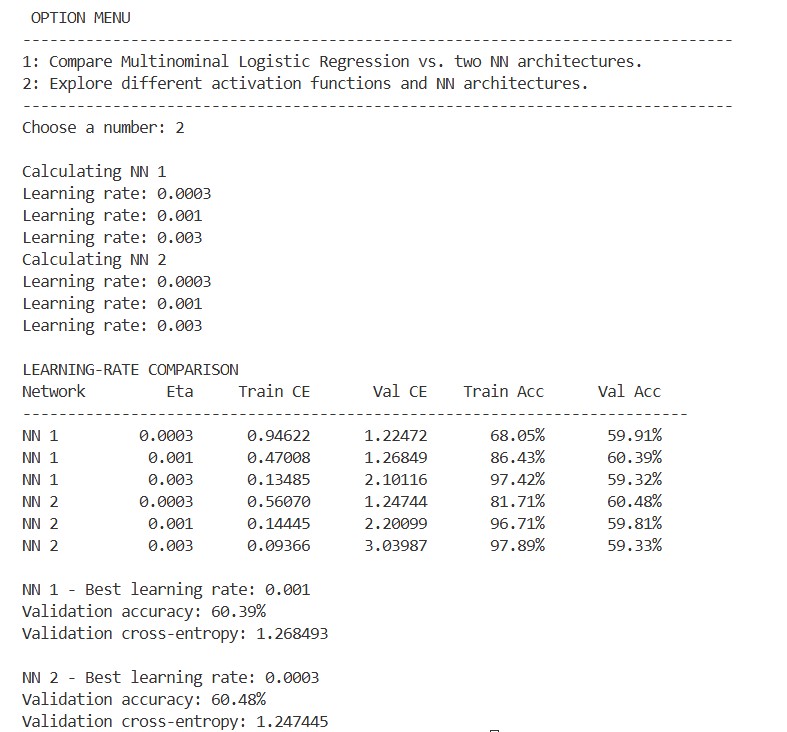 OPTION MENU
-------------------------------------------------------------------------------
1: Compare Multinominal Logistic Regression vs. two NN architectures.
2: Explore different activation functions and NN architectures.
-------------------------------------------------------------------------------
Choose a number: 2
Calculating NN 1
Learning rate: 0.0003
Learning rate: 0.001
Learning rate: 0.003
Calculating NN 2
Learning rate: 0.0003
Learning rate: 0.001
Learning rate: 0.003
LEARNING-RATE COMPARISON
Network         Eta     Train CE       Val CE    Train Acc      Val Acc
--------------------------------------------------------------------------
NN 1         0.0003      0.94622      1.22472       68.05%       59.91%
NN 1          0.001      0.47008      1.26849       86.43%       60.39%
NN 1          0.003      0.13485      2.10116       97.42%       59.32%
NN 2         0.0003      0.56070      1.24744       81.71%       60.48%
NN 2          0.001      0.14445      2.20099       96.71%       59.81%
NN 2          0.003      0.09366      3.03987       97.89%       59.33%
NN 1 - Best learning rate: 0.001
Validation accuracy: 60.39%
Validation cross-entropy: 1.268493
NN 2 - Best learning rate: 0.0003
Validation accuracy: 60.48%
Validation cross-entropy: 1.247445